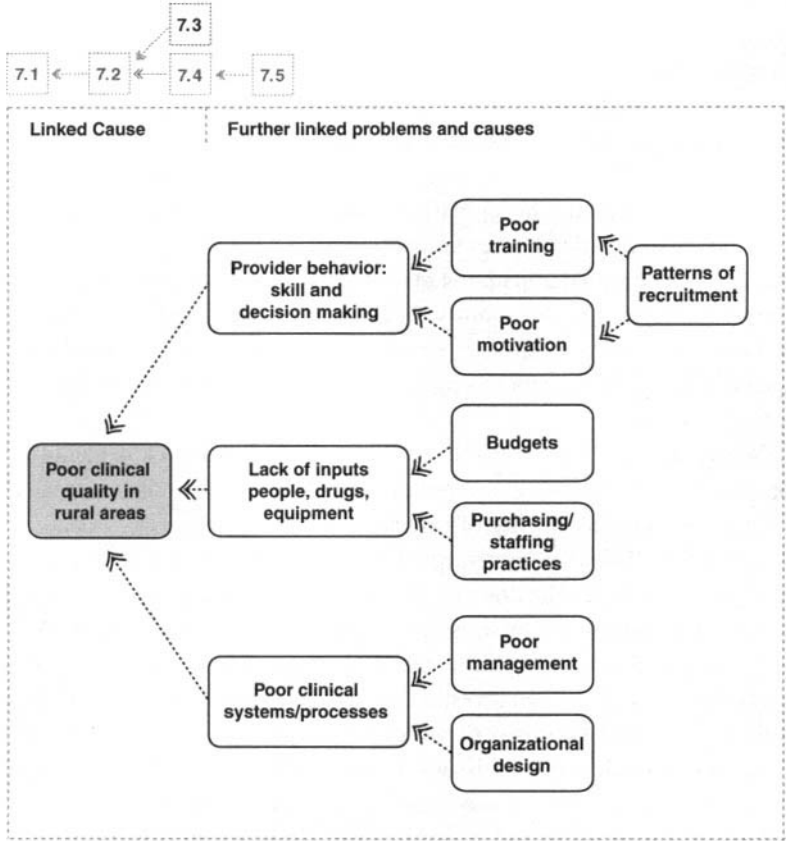 7.3
7.1
7.2
7.4
7.5
Linked Cause
Further linked problems and causes
Poor
training
Provider behavior:
skill and
decision making
Patterns of
recruitment
Poor
motivation
Budgets
Poor clinical
quality in
rural areas
Lack of inputs
people, drugs,
equipment
Purchasing/
staffing
practices
Poor
management
Poor clinical
systems/processes
Organizational
design